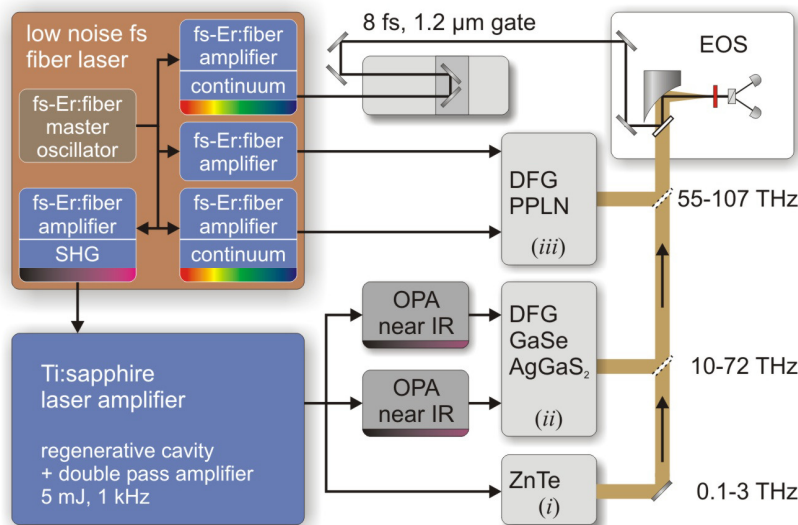 low noise fs
fiber laser
fs-Er:fiber
master
oscillator
fs-Er:fiber
amplifier
continuum
fs-Er:fiber
amplifier
fs-Er:fiber
amplifier
continuum
fs-Er:fiber
amplifier
SHG
8 fs, 1.2 µm gate
EOS
DFG
PPLN
(iii)
55-107 THz
Ti:sapphire
laser amplifier
regenerative cavity
+ double pass amplifier
5 mJ, 1 kHz
OPA
near IR
OPA
near IR
DFG
GaSe
AgGaS₂
(ii)
10-72 THz
ZnTe
(i)
0.1-3 THz